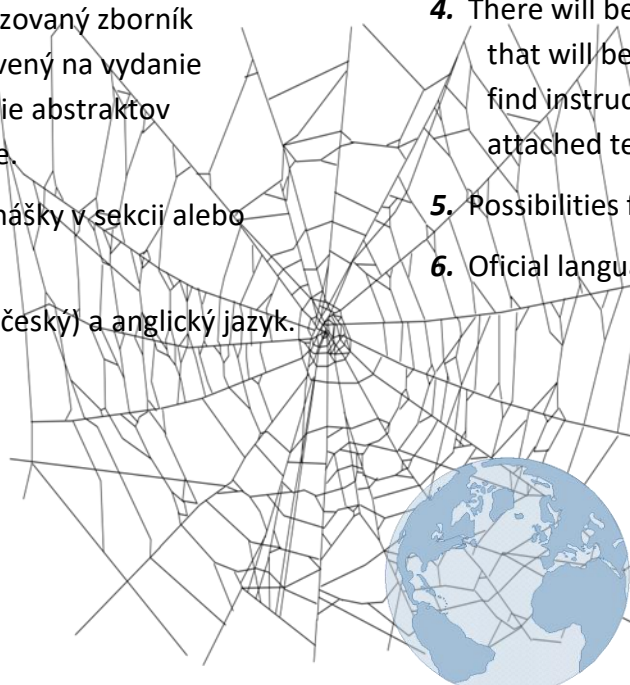 zovaný zborník
vený na vydanie
ie abstraktov
e.
nášky v sekcii alebo
český) a anglický jazyk.
4. There will be
that will be
find instruc
attached te
5. Possibilities f
6. Oficial langua